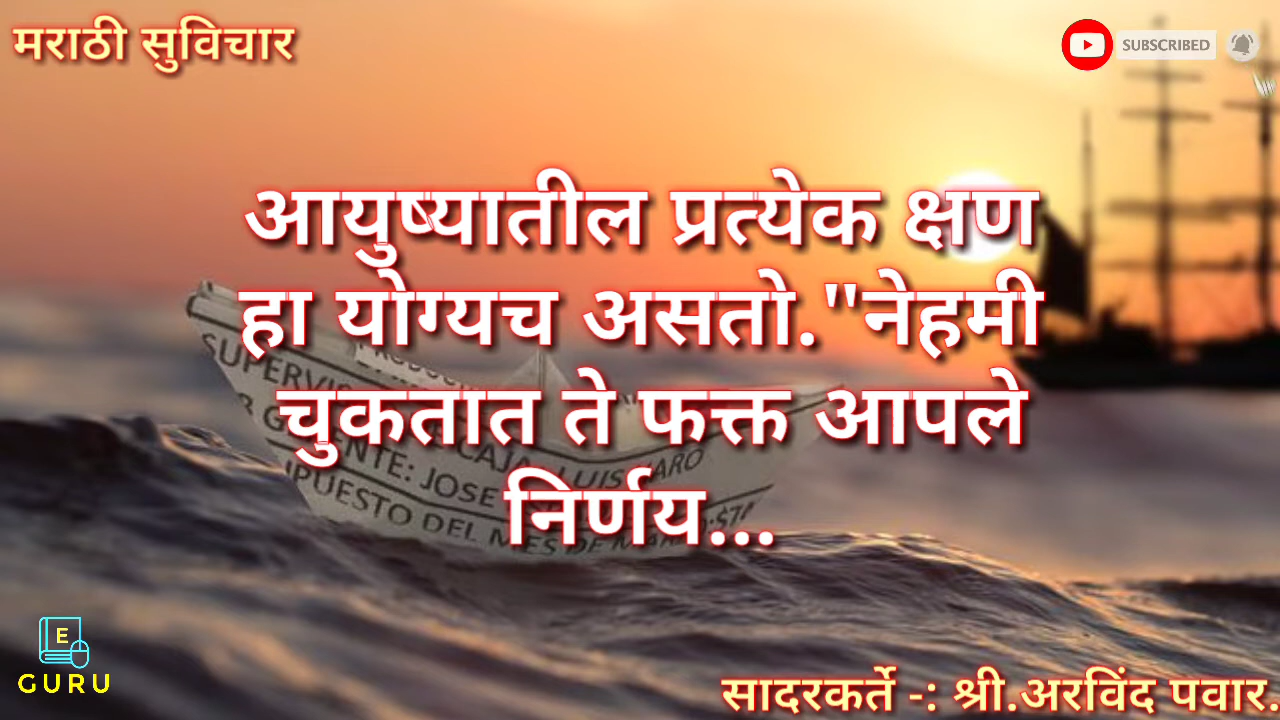 मराठी सुविचार
SUBSCRIBED
आयुष्यातील प्रत्येक क्षण
हा योग्यच असतो."नेहमी
चुकतात ते फक्त आपले
निर्णय...
E
GURU
सादरकर्ते -: श्री.अरविंद पवार.